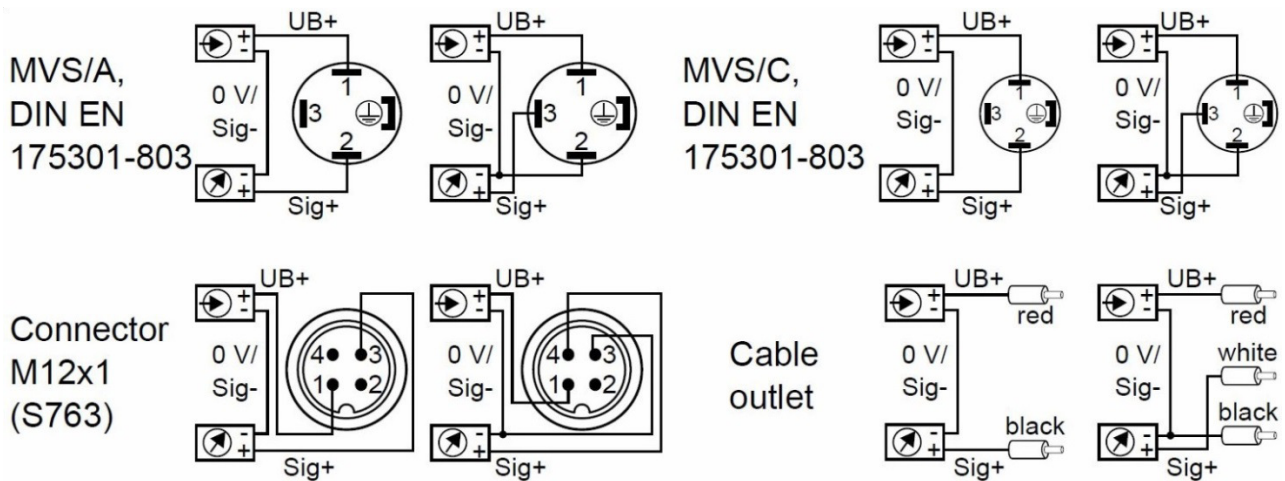 MVS/A,
DIN EN
175301-803
UB+
+
-
0 V/
Sig-
-
+
Sig+
1
3
2
UB+
+
-
0 V/
Sig-
-
+
Sig+
1
3
2
MVS/C,
DIN EN
175301-803
UB+
+
-
0 V/
Sig-
-
+
Sig+
1
3
2
UB+
+
-
0 V/
Sig-
-
+
Sig+
1
3
2
Connector
M12x1
(S763)
UB+
+
-
0 V/
Sig-
-
+
Sig+
4 3
1 2
UB+
+
-
0 V/
Sig-
-
+
Sig+
4 3
1 2
Cable
outlet
UB+
+
-
red
0 V/
Sig-
-
+
black
Sig+
UB+
+
-
red
0 V/
Sig-
white
-
+
black
Sig+